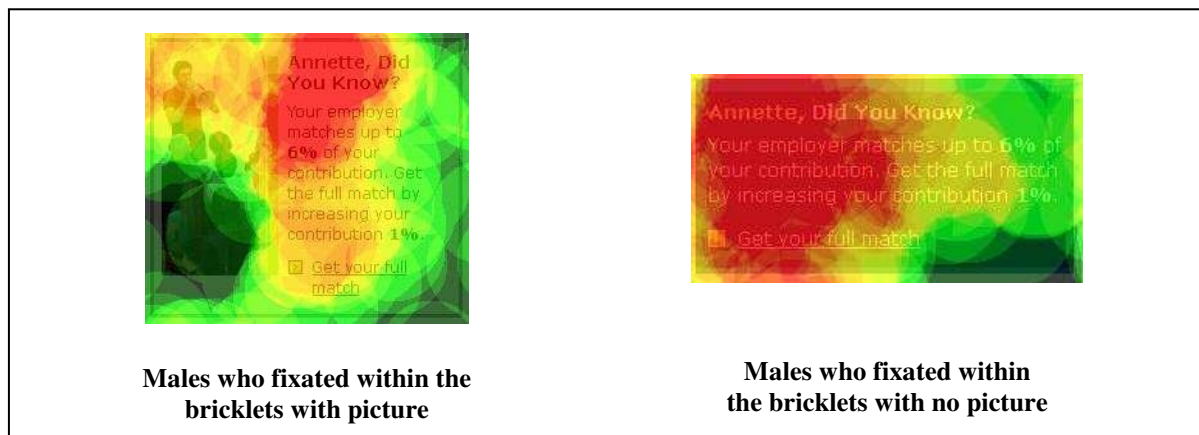 Annette, Did
You Know?
Your employer
matches up to
6% of your
contribution. Get
the full match by
increasing your
contribution 1%.
Get your full
match
Males who fixated within the
bricklets with picture
Annette, Did You Know?
Your employer matches up to 6% of
your contribution. Get the full match
by increasing your contribution 1%.
Get your full match
Males who fixated within
the bricklets with no picture